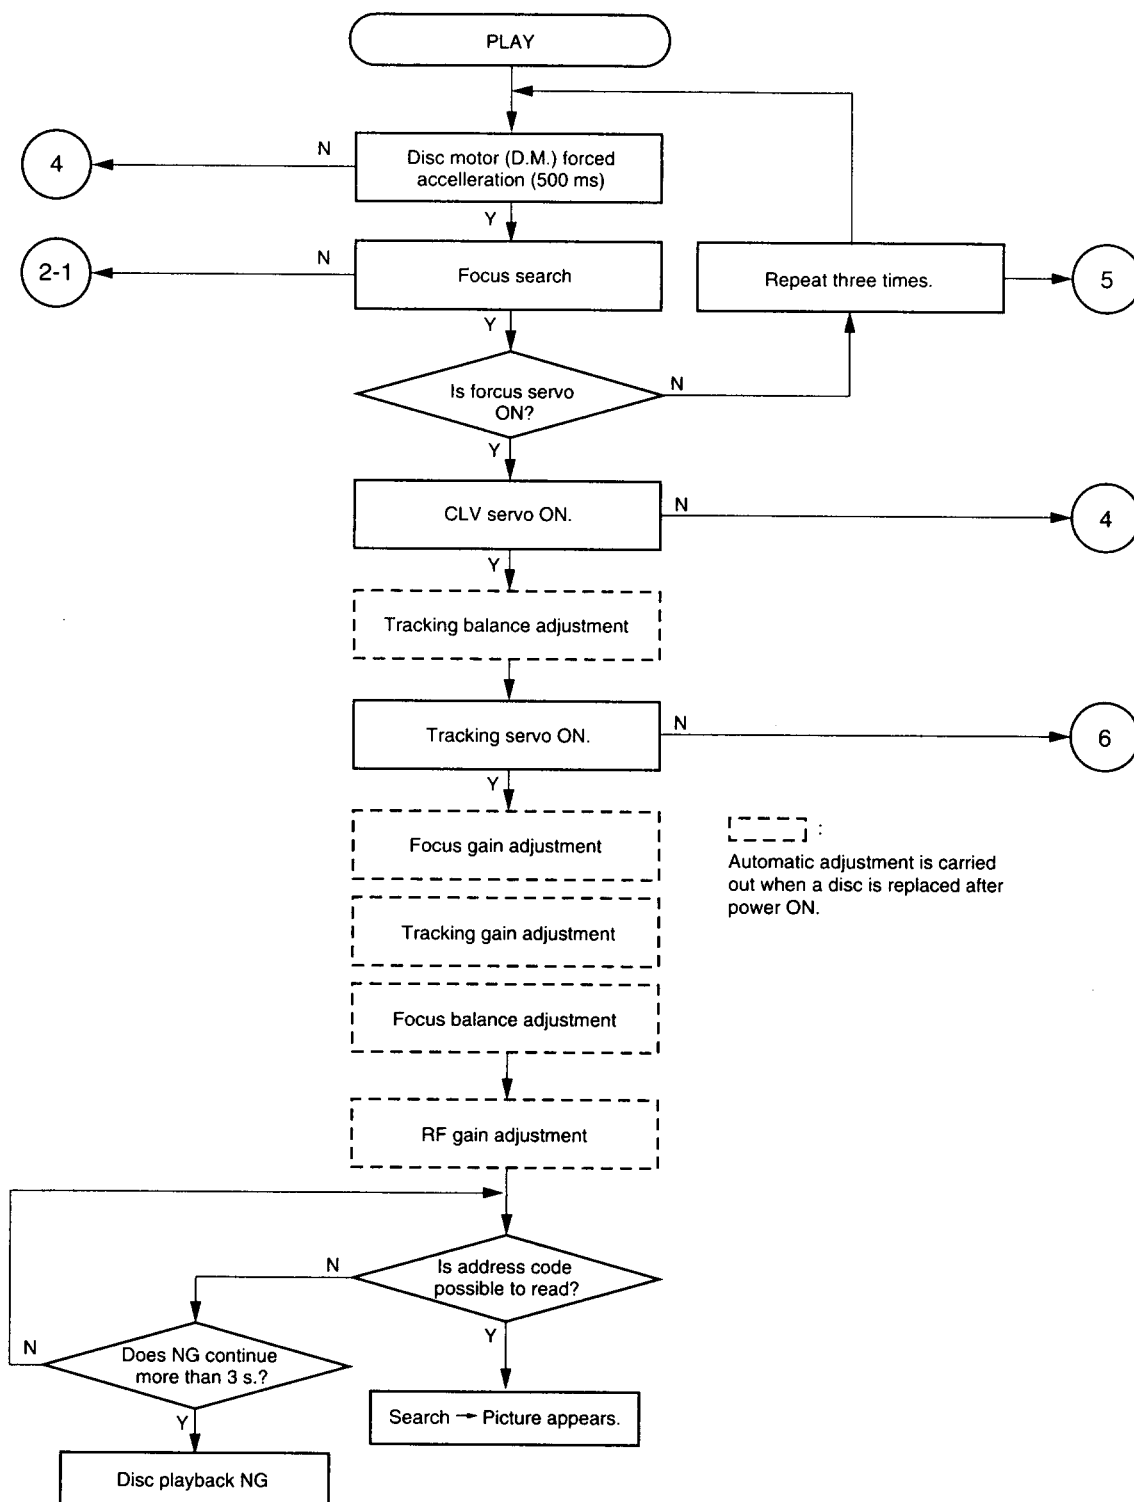 PLAY
N
4
Disc motor (D.M.) forced
accelleration (500 ms)
Y
N
2-1
Focus search
Repeat three times.
5
Y
Is forcus servo
ON?
N
Y
CLV servo ON.
N
4
Y
Tracking balance adjustment
Tracking servo ON.
N
6
Y
Focus gain adjustment
:
Automatic adjustment is carried
out when a disc is replaced after
power ON.
Tracking gain adjustment
Focus balance adjustment
RF gain adjustment
N
Is address code
possible to read?
Y
N
Does NG continue
more than 3 s.?
Y
Search → Picture appears.
Disc playback NG